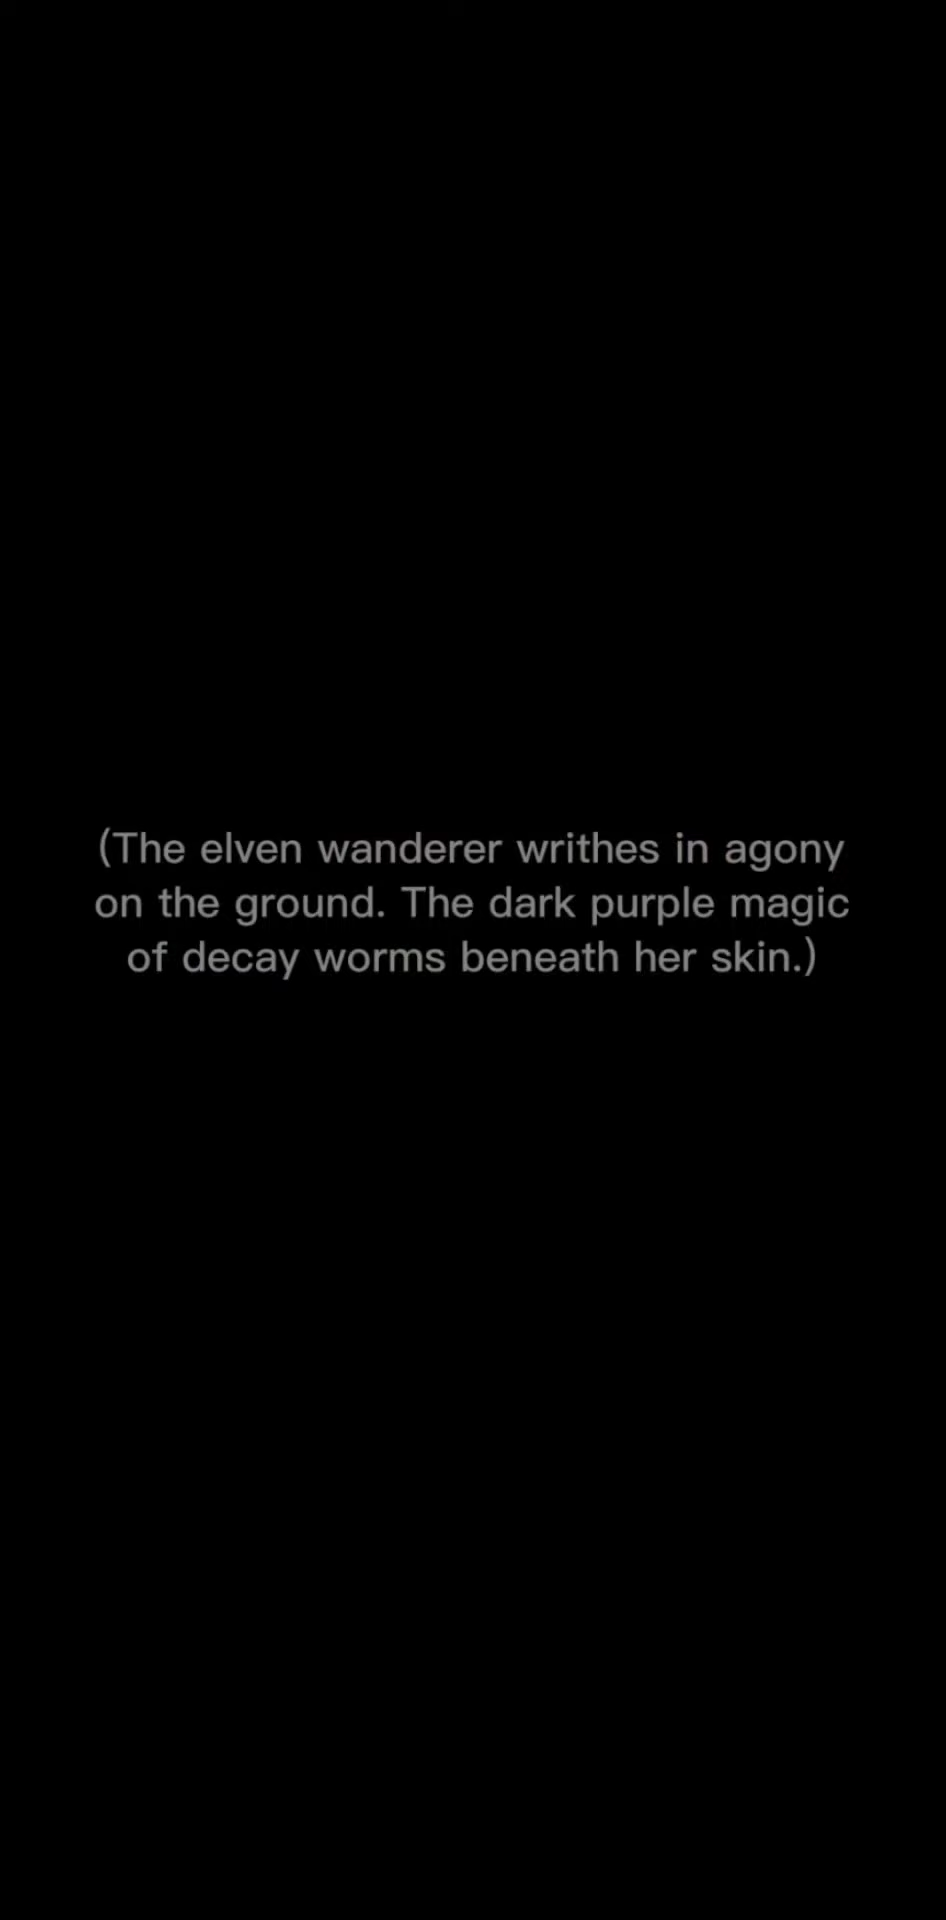 (The elven wanderer writhes in agony
on the ground. The dark purple magic
of decay worms beneath her skin.)